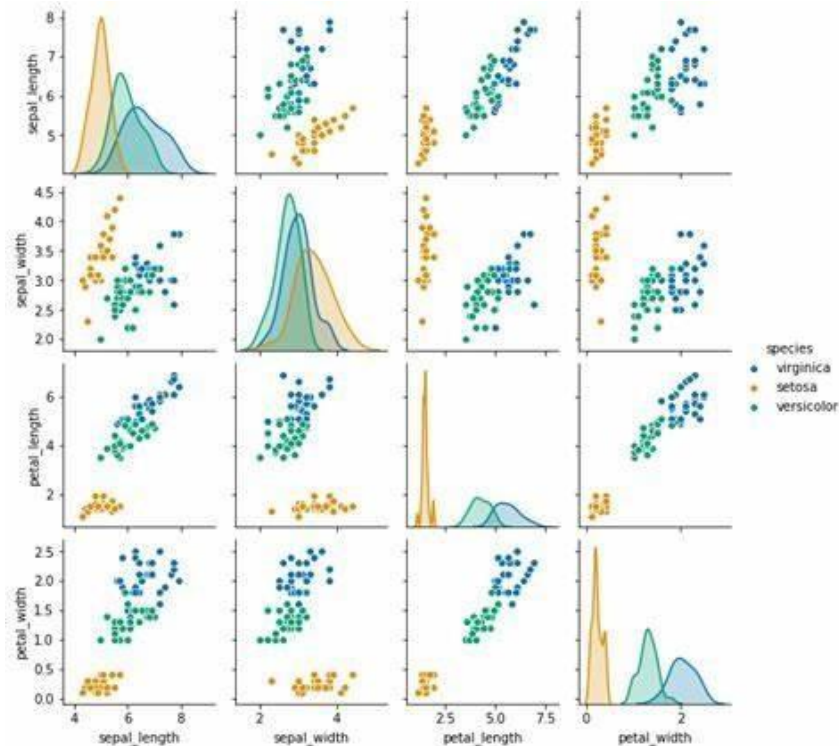 8
7
6
5
sepal_length
4.5
4.0
3.5
3.0
2.5
2.0
sepal_width
species
virginica
setosa
versicolor
6
4
2
petal_length
2.5
2.0
1.5
1.0
0.5
0.0
petal_width
4 6 8
2 4
2.5 5.0 7.5
0 2
sepal_length
sepal_width
petal_length
petal_width